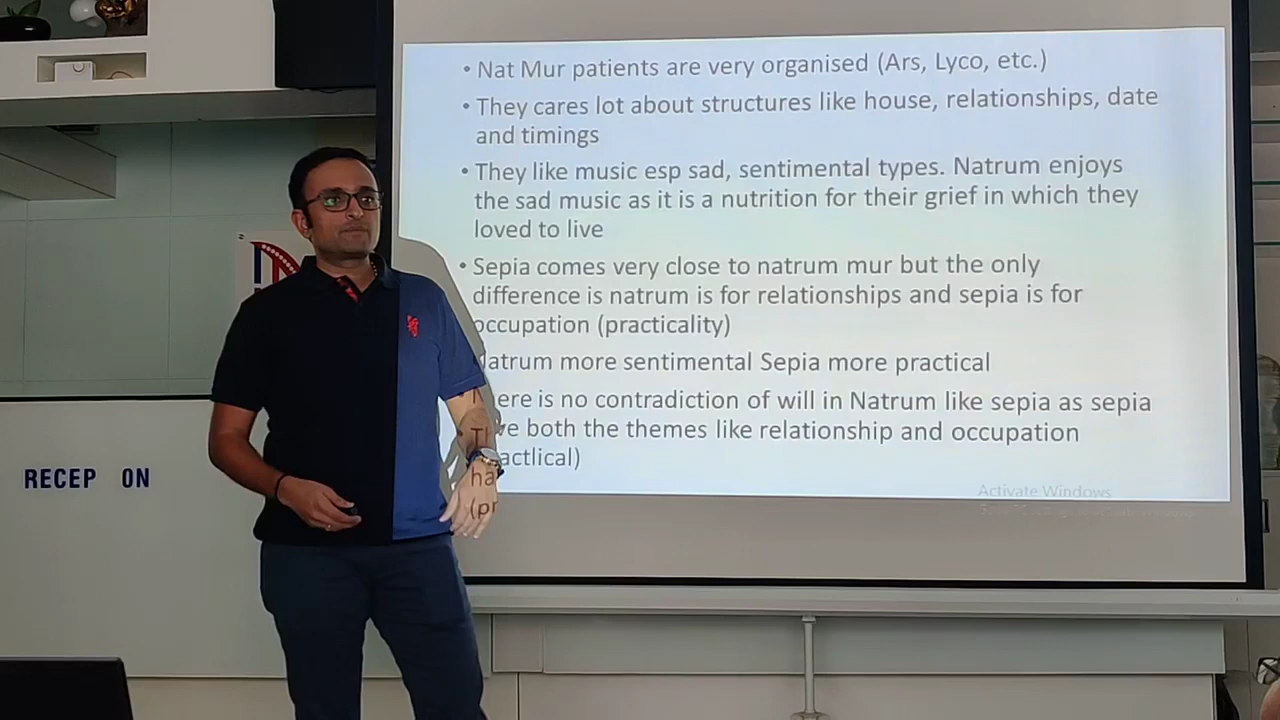 • Nat Mur patients are very organised (Ars, Lyco, etc.)
• They cares lot about structures like house, relationships, date
and timings
• They like music esp sad, sentimental types. Natrum enjoys
the sad music as it is a nutrition for their grief in which they
loved to live
• Sepia comes very close to natrum mur but the only
difference is natrum is for relationships and sepia is for
occupation (practicality)
Natrum more sentimental Sepia more practical
There is no contradiction of will in Natrum like sepia as sepia
have both the themes like relationship and occupation
(practlical)
Activate Windows
RECEP ON